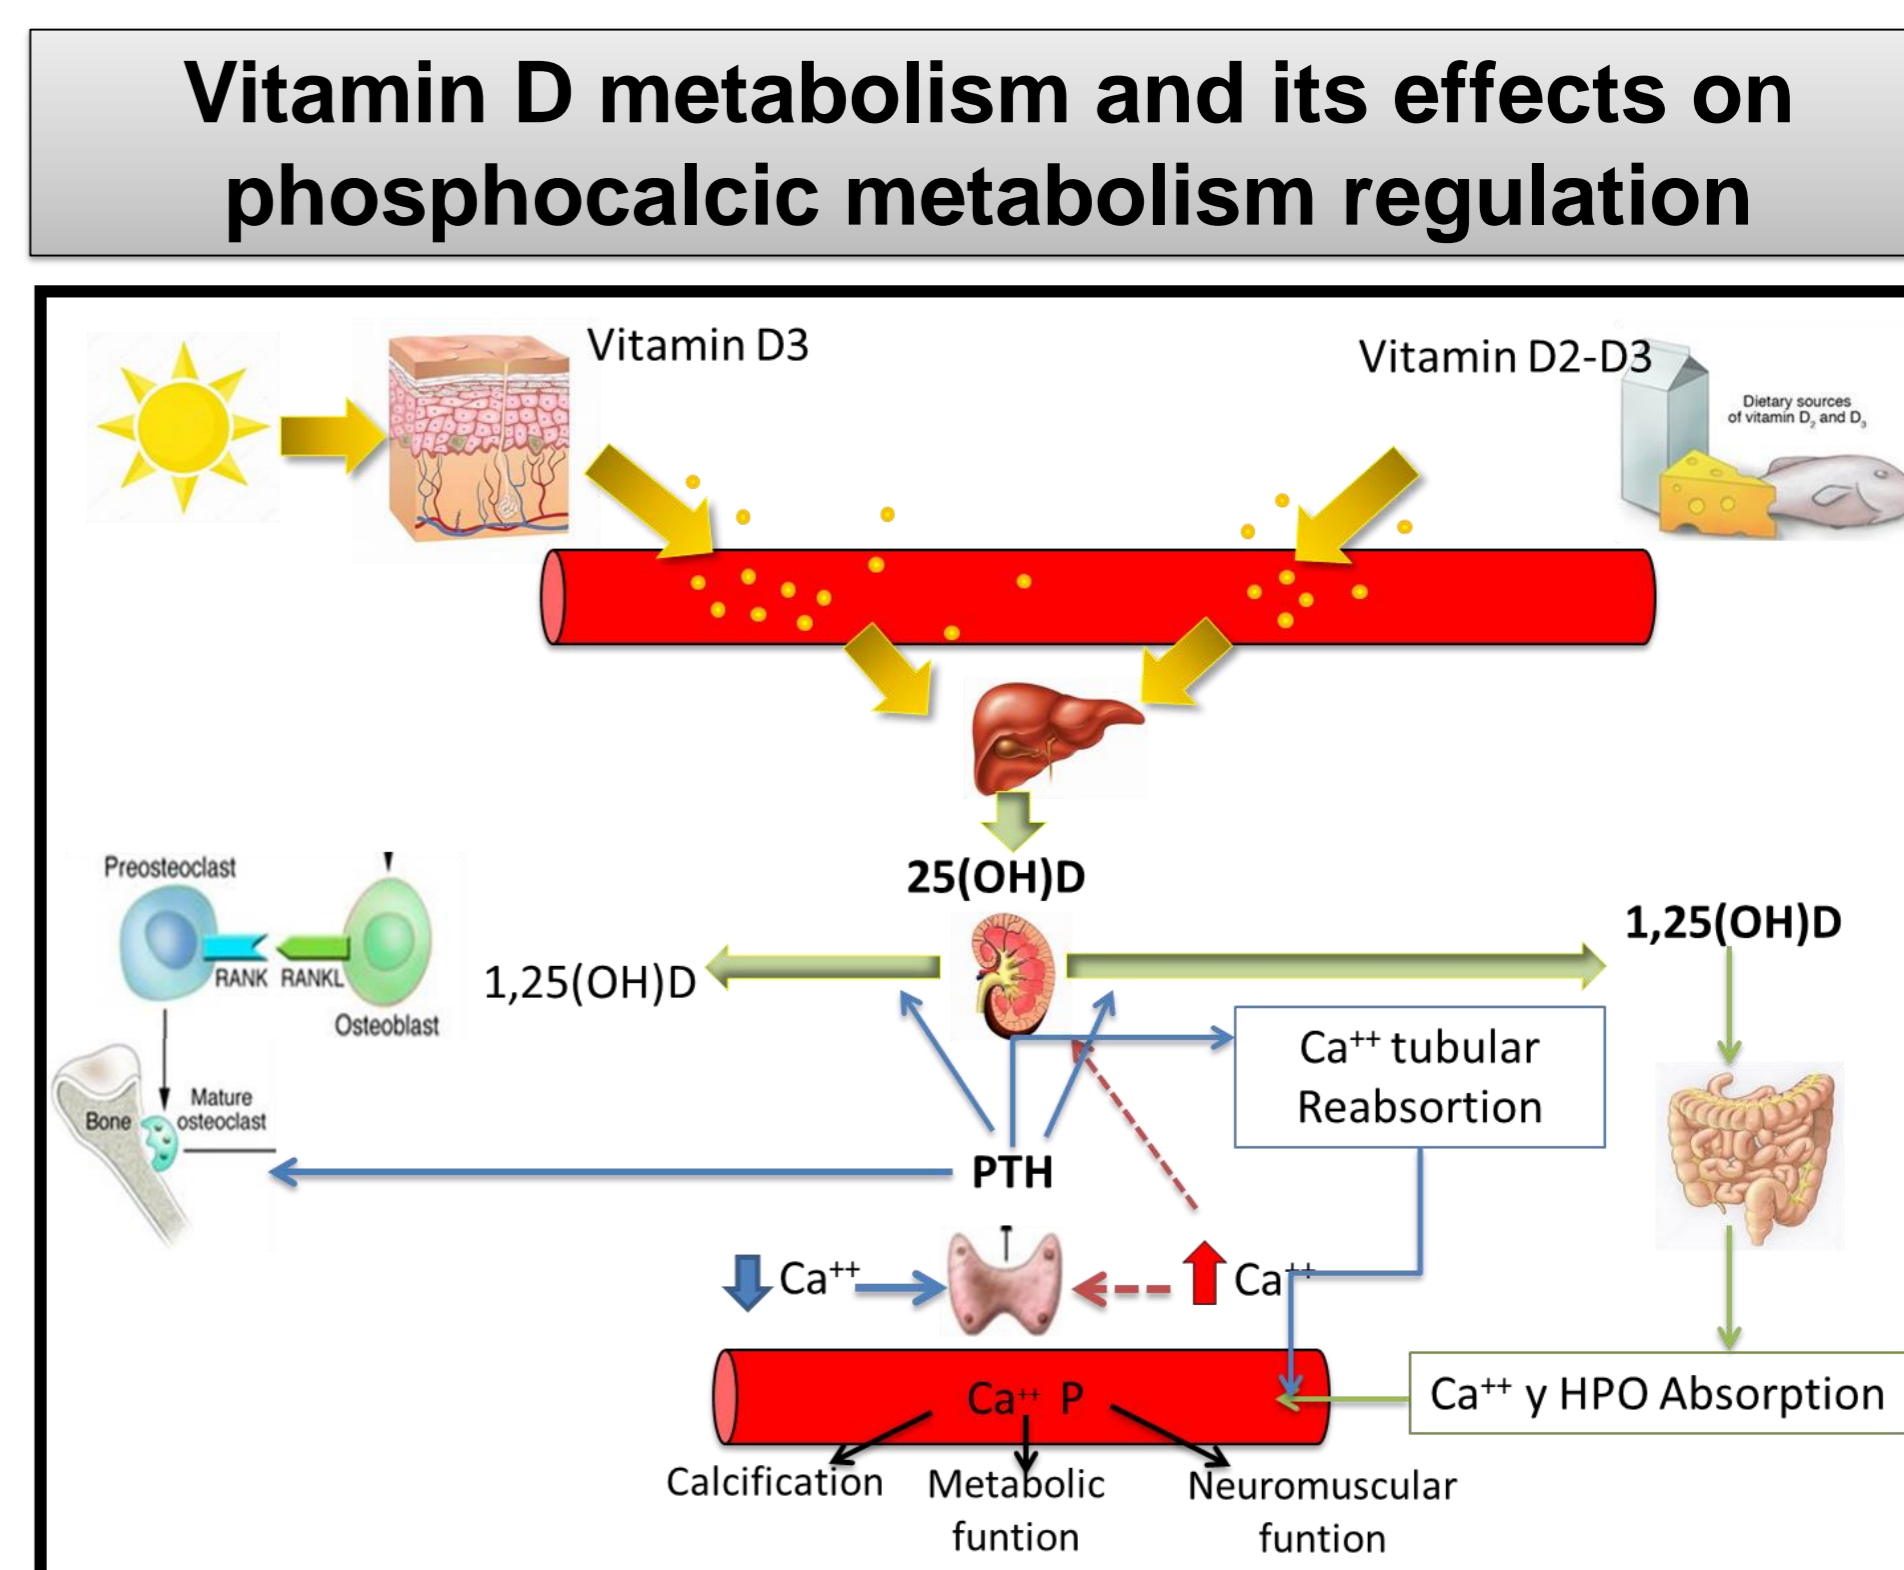 Vitamin D metabolism and its effects on
phosphocalcic metabolism regulation
Vitamin D3
Vitamin D2-D3
Dietary sources
of vitamin D₂ and D₃
25(OH)D
Preosteoclast
RANK RANKL
Osteoblast
1,25(OH)D
1,25(OH)D
Ca⁺⁺ tubular
Reabsortion
Bone
Mature
osteoclast
PTH
Ca⁺⁺
Ca⁺⁺
Ca⁺⁺ P
Ca⁺⁺ y HPO Absorption
Calcification
Metabolic
funtion
Neuromuscular
funtion